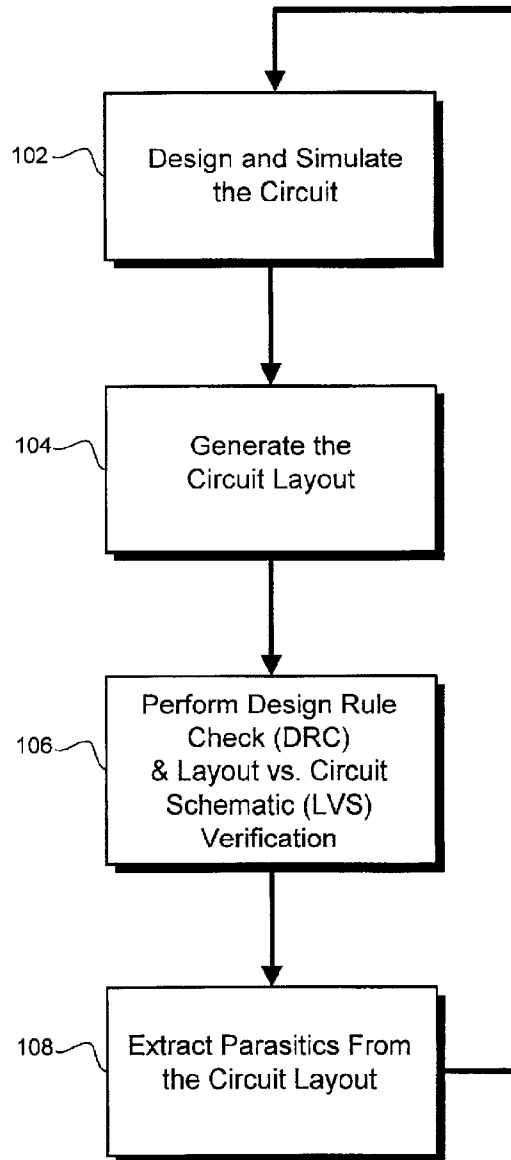 102
Design and Simulate
the Circuit
104
Generate the
Circuit Layout
106
Perform Design Rule
Check (DRC)
& Layout vs. Circuit
Schematic (LVS)
Verification
108
Extract Parasitics From
the Circuit Layout